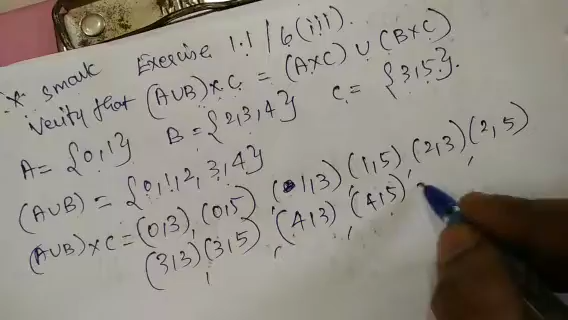 * 5 mark Exercise 1.1 / 6(iii).
Verify that (A∪B)×C = (A×C) ∪ (B×C)
A = {0,1} B = {2,3,4} C = {3,5}.
(A∪B) = {0,1,2,3,4}
(A∪B)×C = (0,3), (0,5) (1,3) (1,5) (2,3) (2,5)
(3,3) (3,5) (4,3) (4,5)